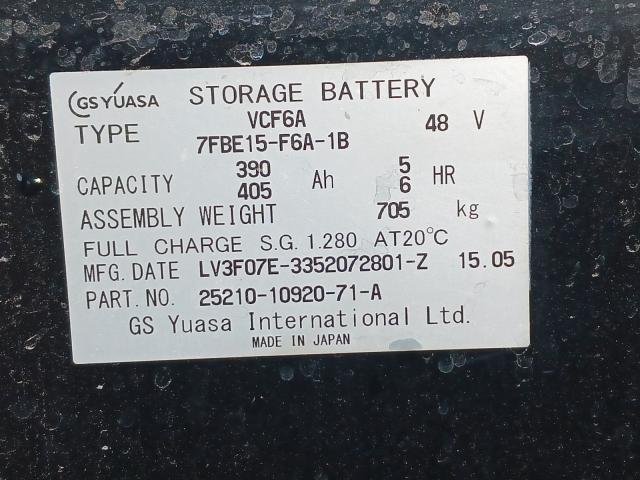 GS YUASA STORAGE BATTERY
TYPE VCF6A 48 V
7FBE15-F6A-1B
CAPACITY 390 Ah 5 HR
405 6
ASSEMBLY WEIGHT 705 kg
FULL CHARGE S.G. 1.280 AT20°C
MFG. DATE LV3F07E-3352072801-Z 15.05
PART. NO. 25210-10920-71-A
GS Yuasa International Ltd.
MADE IN JAPAN